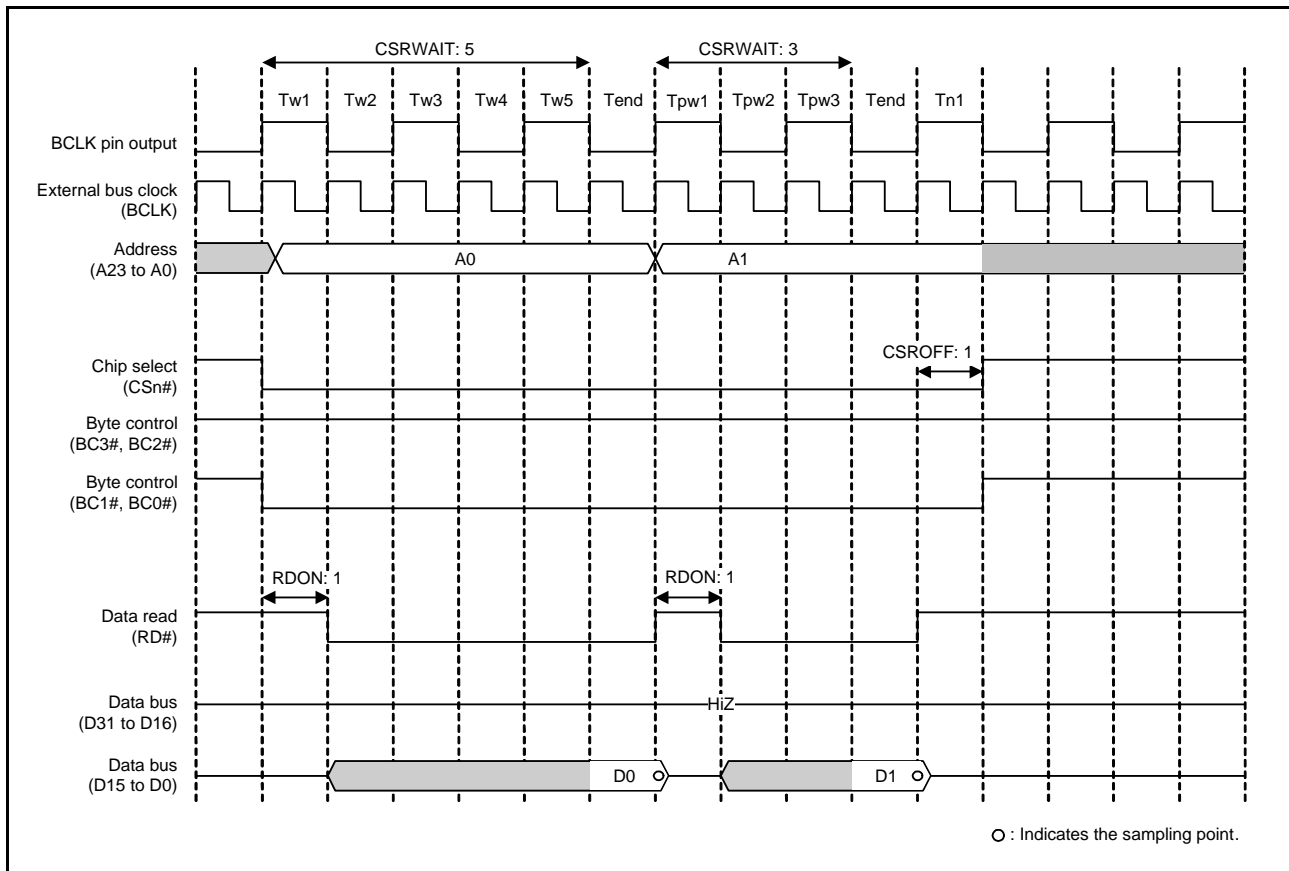 CSRWAIT: 5
CSRWAIT: 3
Tw1 Tw2 Tw3 Tw4 Tw5 Tend Tpw1 Tpw2 Tpw3 Tend Tn1
BCLK pin output
External bus clock
(BCLK)
Address
(A23 to A0)
A0
A1
CSROFF: 1
Chip select
(CSn#)
Byte control
(BC3#, BC2#)
Byte control
(BC1#, BC0#)
RDON: 1
RDON: 1
Data read
(RD#)
Data bus
(D31 to D16)
HiZ
Data bus
(D15 to D0)
D0
D1
: Indicates the sampling point.